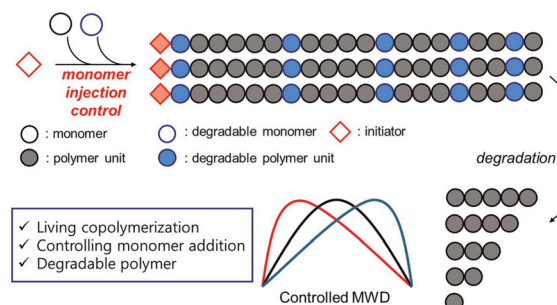 monomer
injection
control
: monomer
: degradable monomer
: initiator
: polymer unit
: degradable polymer unit
degradation
✓ Living copolymerization
✓ Controlling monomer addition
✓ Degradable polymer
Controlled MWD